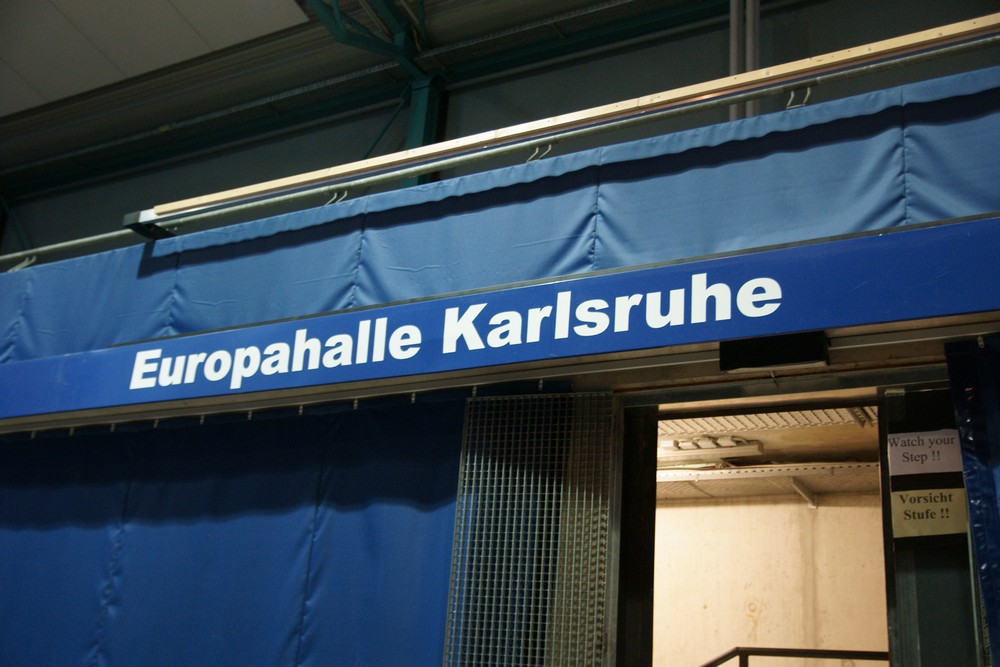 Europahalle Karlsruhe
Watch your
Step !!
Vorsicht
Stufe !!